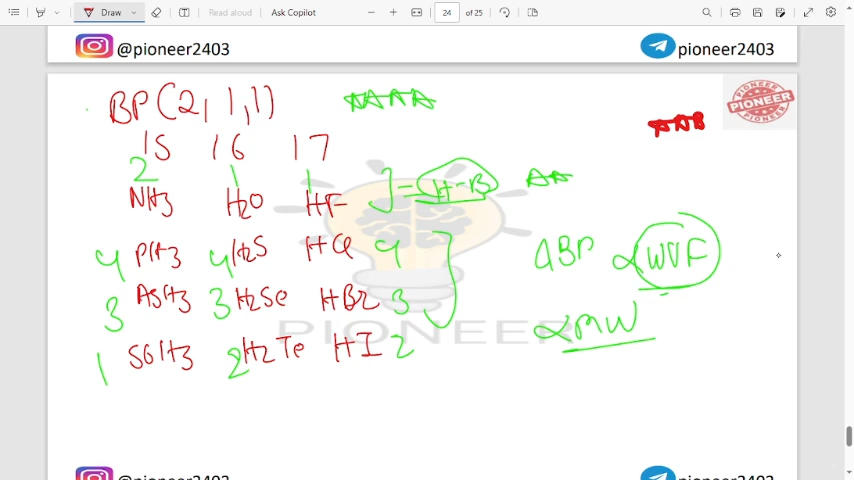 Draw
Read aloud
Ask Copilot
24
of 25
@pioneer2403
pioneer2403
BP(2,1,1)
15 16 17
2 1 1
NH3 H2O HF } = H-B
4 PH3 4 H2S HCl 4
BP ∝ WVF
3 AsH3 3 H2Se HBr 3
∝ MW
1 SbH3 2 H2Te HI 2
PIONEER
PIONEER
@pioneer2403
pioneer2403